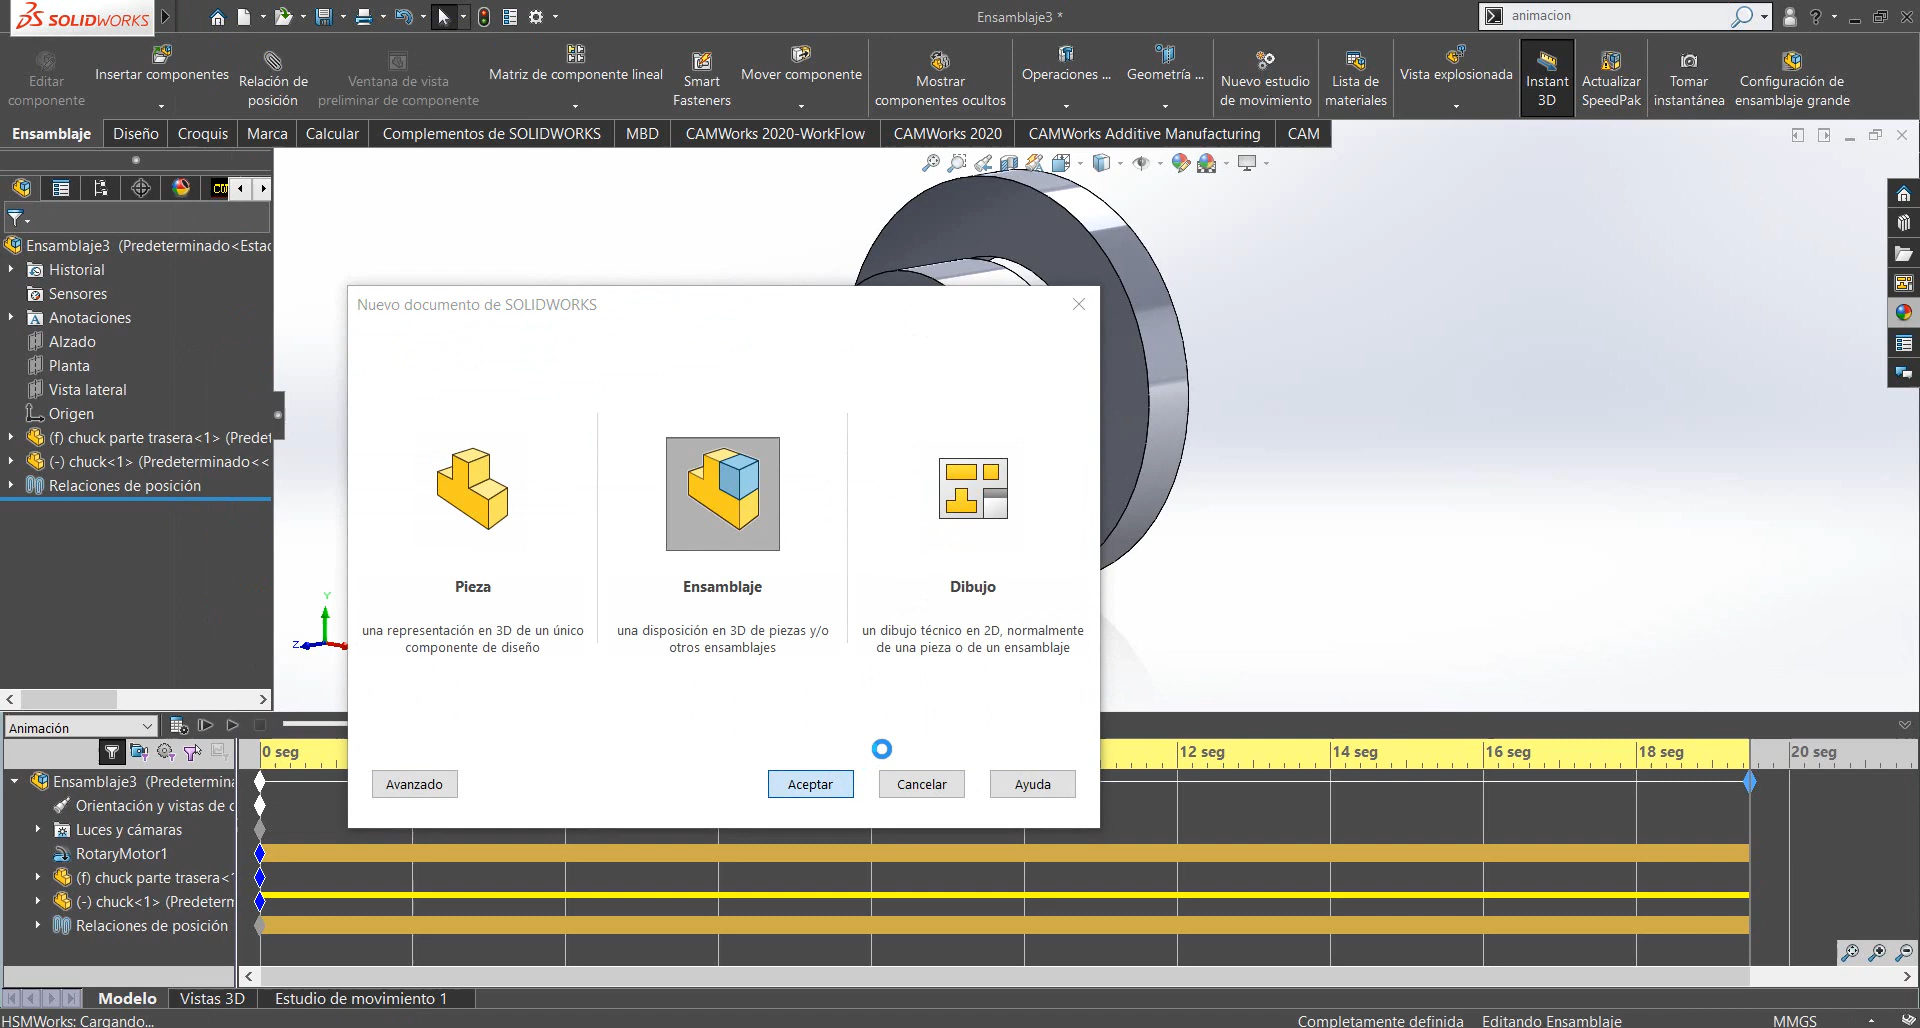 SOLIDWORKS
Ensamblaje3 *
animacion
Editar componente
Insertar componentes
Relación de posición
Ventana de vista preliminar de componente
Matriz de componente lineal
Smart Fasteners
Mover componente
Mostrar componentes ocultos
Operaciones ...
Geometría ...
Nuevo estudio de movimiento
Lista de materiales
Vista explosionada
Instant 3D
Actualizar SpeedPak
Tomar instantánea
Configuración de ensamblaje grande
Ensamblaje
Diseño
Croquis
Marca
Calcular
Complementos de SOLIDWORKS
MBD
CAMWorks 2020-WorkFlow
CAMWorks 2020
CAMWorks Additive Manufacturing
CAM
Ensamblaje3 (Predeterminado<Estac
Historial
Sensores
Anotaciones
Alzado
Planta
Vista lateral
Origen
(f) chuck parte trasera<1> (Predet
(-) chuck<1> (Predeterminado<<
Relaciones de posición
Y
Z
Nuevo documento de SOLIDWORKS
Pieza
una representación en 3D de un único
componente de diseño
Ensamblaje
una disposición en 3D de piezas y/o
otros ensamblajes
Dibujo
un dibujo técnico en 2D, normalmente
de una pieza o de un ensamblaje
Avanzado
Aceptar
Cancelar
Ayuda
Animación
0 seg
12 seg
14 seg
16 seg
18 seg
20 seg
Ensamblaje3 (Predetermina
Orientación y vistas de c
Luces y cámaras
RotaryMotor1
(f) chuck parte trasera<
(-) chuck<1> (Predeterm
Relaciones de posición
Modelo
Vistas 3D
Estudio de movimiento 1
HSMWorks: Cargando...
Completamente definida
Editando Ensamblaje
MMGS